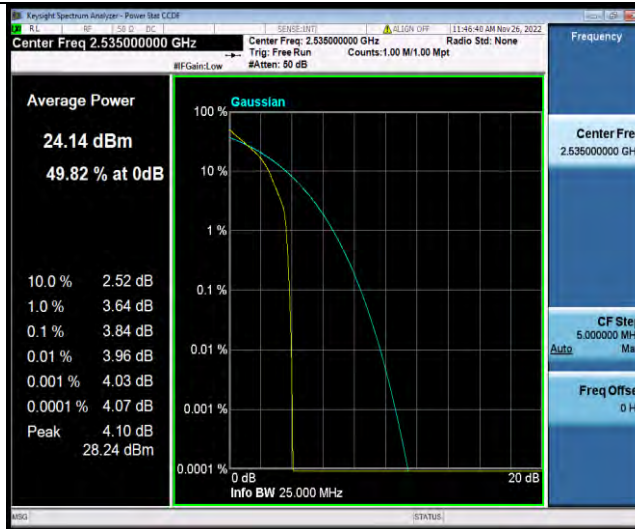 Keysight Spectrum Analyzer - Power Stat CCDF
RL RF 50 Ω DC SENSE:INT ALIGN OFF 11:46:40 AM Nov 26, 2022
Center Freq 2.535000000 GHz
Center Freq: 2.535000000 GHz Radio Std: None
Trig: Free Run Counts:1.00 M/1.00 Mpt
#IFGain:Low #Atten: 50 dB
Average Power
24.14 dBm
49.82 % at 0dB
10.0 % 2.52 dB
1.0 % 3.64 dB
0.1 % 3.84 dB
0.01 % 3.96 dB
0.001 % 4.03 dB
0.0001 % 4.07 dB
Peak 4.10 dB
28.24 dBm
Gaussian
100 %
10 %
1 %
0.1 %
0.01 %
0.001 %
0.0001 %
0 dB 20 dB
Info BW 25.000 MHz
Frequency
Center Fre
2.535000000 GH
CF Ste
5.000000 MH
Auto Ma
Freq Offse
0 H
MSG STATUS